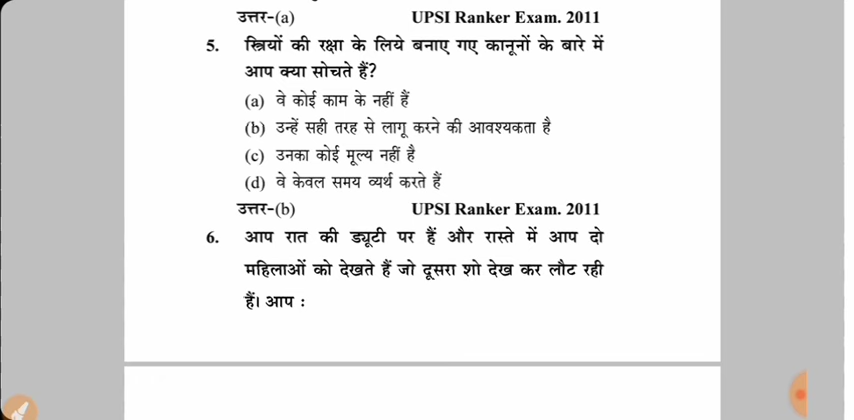 उत्तर-(a) UPSI Ranker Exam. 2011
5. स्त्रियों की रक्षा के लिये बनाए गए कानूनों के बारे में
आप क्या सोचते हैं?
(a) वे कोई काम के नहीं हैं
(b) उन्हें सही तरह से लागू करने की आवश्यकता है
(c) उनका कोई मूल्य नहीं है
(d) वे केवल समय व्यर्थ करते हैं
उत्तर-(b) UPSI Ranker Exam. 2011
6. आप रात की ड्यूटी पर हैं और रास्ते में आप दो
महिलाओं को देखते हैं जो दूसरा शो देख कर लौट रही
हैं। आप :